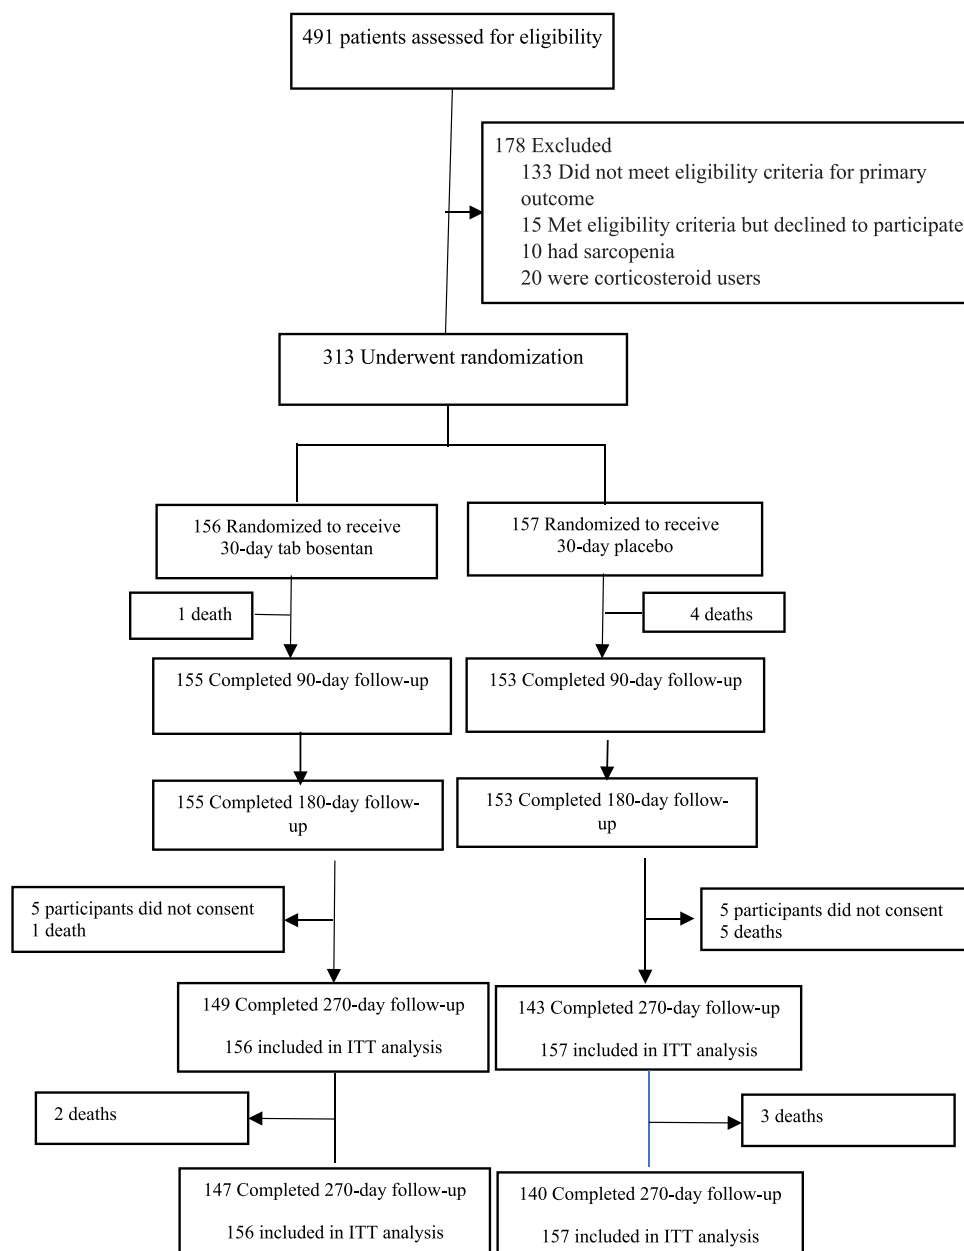 491 patients assessed for eligibility
178 Excluded
133 Did not meet eligibility criteria for primary
outcome
15 Met eligibility criteria but declined to participate
10 had sarcopenia
20 were corticosteroid users
313 Underwent randomization
156 Randomized to receive
30-day tab bosentan
157 Randomized to receive
30-day placebo
1 death
4 deaths
155 Completed 90-day follow-up
153 Completed 90-day follow-up
155 Completed 180-day follow-
up
153 Completed 180-day follow-
up
5 participants did not consent
1 death
5 participants did not consent
5 deaths
149 Completed 270-day follow-up
156 included in ITT analysis
143 Completed 270-day follow-up
157 included in ITT analysis
2 deaths
3 deaths
147 Completed 270-day follow-up
156 included in ITT analysis
140 Completed 270-day follow-up
157 included in ITT analysis